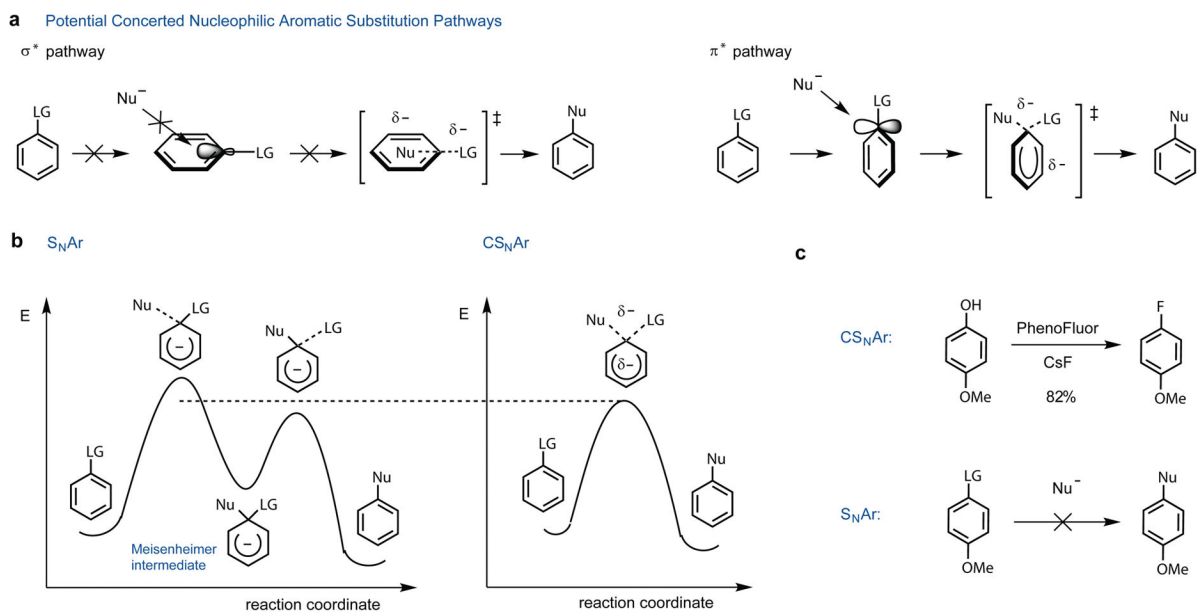 a Potential Concerted Nucleophilic Aromatic Substitution Pathways
σ* pathway
π* pathway
LG
Nu−
LG
δ−
δ−
Nu
LG
‡
Nu
LG
Nu−
LG
δ−
Nu
LG
δ−
‡
Nu
b SNAr
CSNAr
c
E
Nu
LG
−
Nu
LG
−
LG
Nu
LG
−
Nu
Meisenheimer
intermediate
reaction coordinate
E
δ−
Nu
LG
δ−
LG
Nu
reaction coordinate
CSNAr:
OH
OMe
PhenoFluor
CsF
82%
F
OMe
SNAr:
LG
OMe
Nu−
Nu
OMe